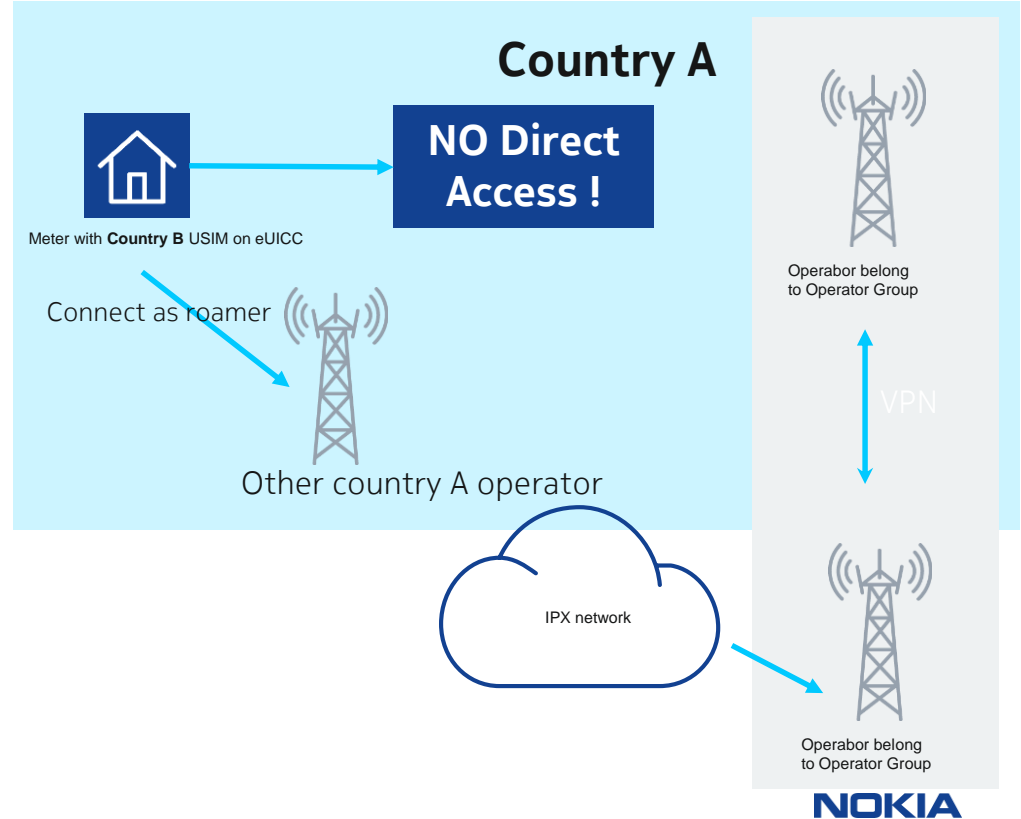 Country A
NO Direct
Access !
Meter with Country B USIM on eUICC
Operabor belong
to Operator Group
Connect as roamer
VPN
Other country A operator
IPX network
Operabor belong
to Operator Group
NOKIA